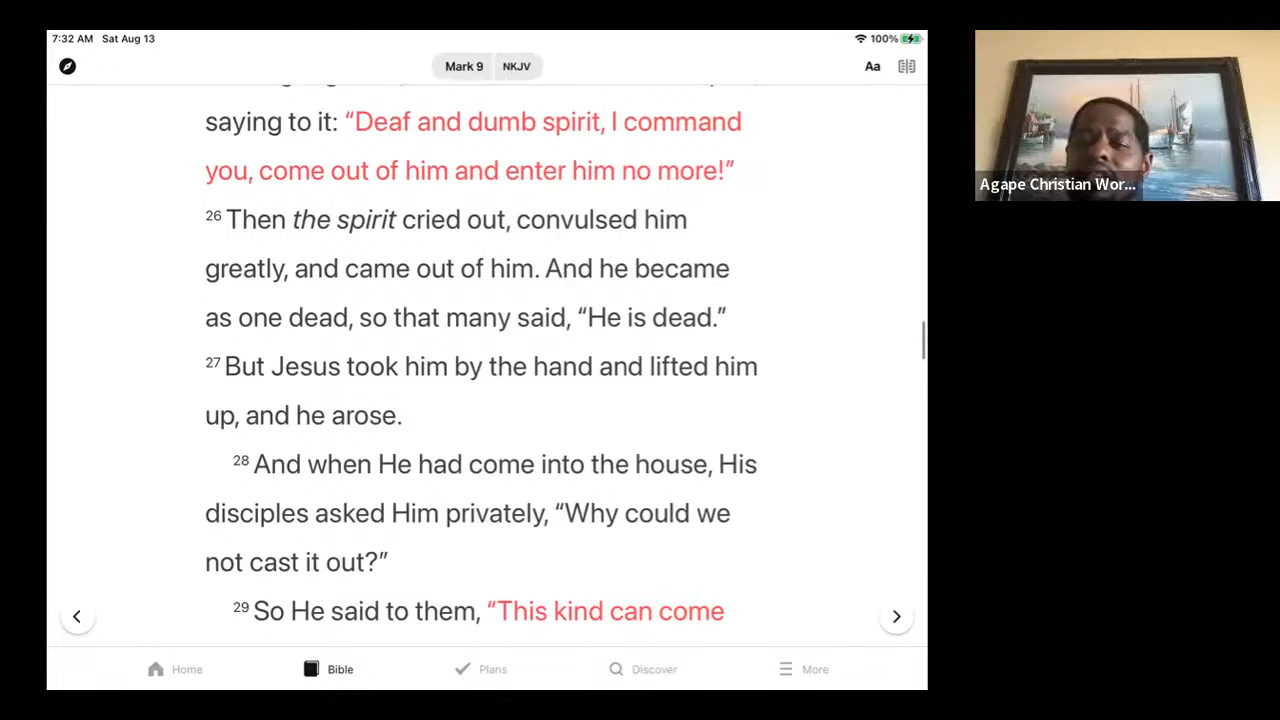 7:32 AM Sat Aug 13
100%
Mark 9 NKJV
Aa
saying to it: “Deaf and dumb spirit, I command
you, come out of him and enter him no more!”
26 Then the spirit cried out, convulsed him
greatly, and came out of him. And he became
as one dead, so that many said, “He is dead.”
27 But Jesus took him by the hand and lifted him
up, and he arose.
28 And when He had come into the house, His
disciples asked Him privately, “Why could we
not cast it out?”
29 So He said to them, “This kind can come
Home Bible Plans Discover More
Agape Christian Wor...